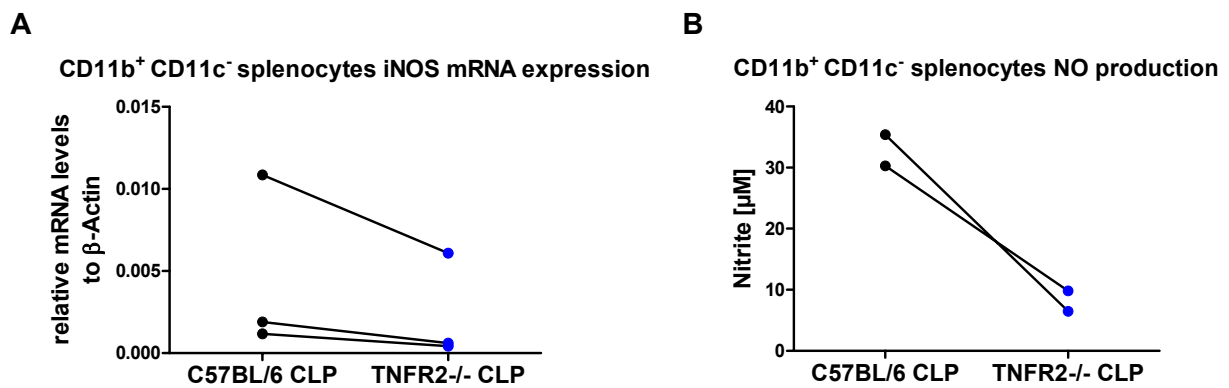 A
CD11b⁺ CD11c⁻ splenocytes iNOS mRNA expression
relative mRNA levels
to β-Actin
0.015
0.010
0.005
0.000
C57BL/6 CLP
TNFR2-/- CLP
B
CD11b⁺ CD11c⁻ splenocytes NO production
Nitrite [µM]
40
30
20
10
0
C57BL/6 CLP
TNFR2-/- CLP